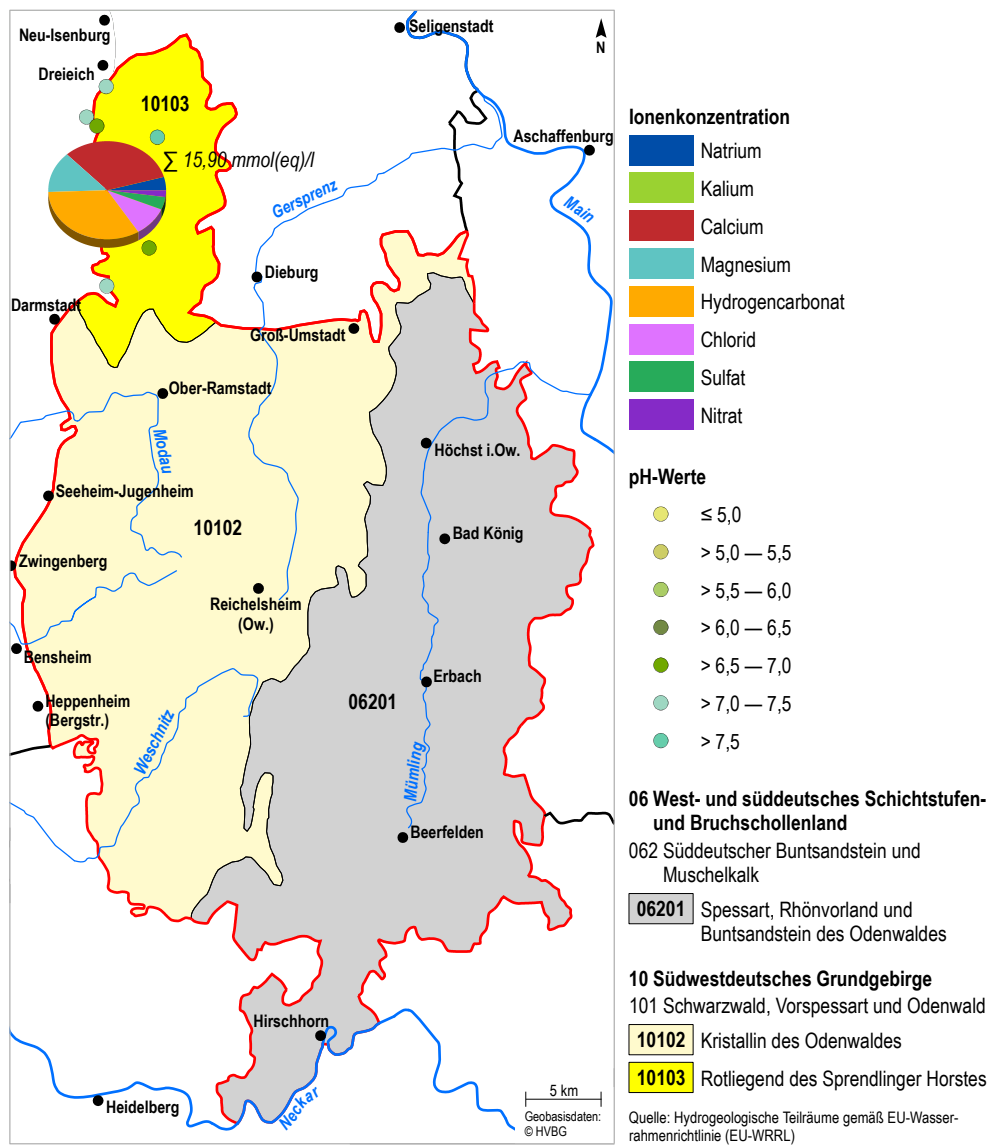 Neu-Isenburg
Seligenstadt
N
Dreieich
10103
Aschaffenburg
∑ 15,90 mmol(eq)/l
Gersprenz
Main
Dieburg
Darmstadt
Groß-Umstadt
Ober-Ramstadt
Modau
Höchst i.Ow.
Seeheim-Jugenheim
10102
Bad König
Zwingenberg
Reichelsheim
(Ow.)
Bensheim
Erbach
Heppenheim
(Bergstr.)
06201
Weschnitz
Mümling
Beerfelden
Hirschhorn
Neckar
Heidelberg
5 km
Geobasisdaten:
© HVBG
Ionenkonzentration
Natrium
Kalium
Calcium
Magnesium
Hydrogencarbonat
Chlorid
Sulfat
Nitrat
pH-Werte
≤ 5,0
> 5,0 — 5,5
> 5,5 — 6,0
> 6,0 — 6,5
> 6,5 — 7,0
> 7,0 — 7,5
> 7,5
06 West- und süddeutsches Schichtstufen-
und Bruchschollenland
062 Süddeutscher Buntsandstein und
Muschelkalk
06201 Spessart, Rhönvorland und
Buntsandstein des Odenwaldes
10 Südwestdeutsches Grundgebirge
101 Schwarzwald, Vorspessart und Odenwald
10102 Kristallin des Odenwaldes
10103 Rotliegend des Sprendlinger Horstes
Quelle: Hydrogeologische Teilräume gemäß EU-Wasser-
rahmenrichtlinie (EU-WRRL)